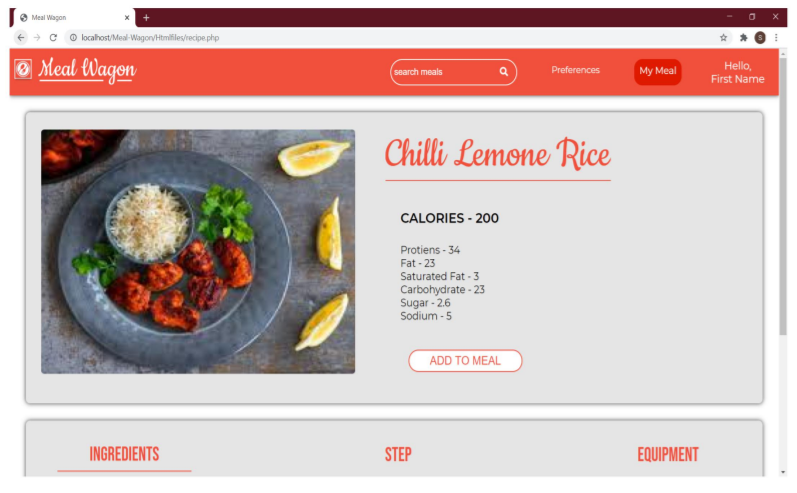 Meal Wagon
localhost/Meal-Wagon/Htmlfiles/recipe.php
S
Meal Wagon
search meals
Preferences
My Meal
Hello,
First Name
Chilli Lemone Rice
CALORIES - 200
Protiens - 34
Fat - 23
Saturated Fat - 3
Carbohydrate - 23
Sugar - 2.6
Sodium - 5
ADD TO MEAL
INGREDIENTS
STEP
EQUIPMENT